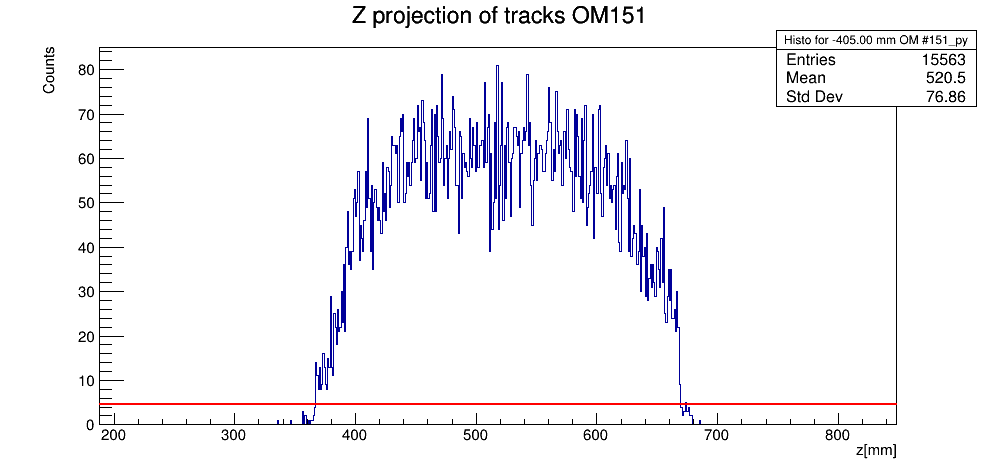 Z projection of tracks OM151
Histo for -405.00 mm OM #151_py
Entries 15563
Mean 520.5
Std Dev 76.86
Counts
80
70
60
50
40
30
20
10
0
200 300 400 500 600 700 800
z[mm]